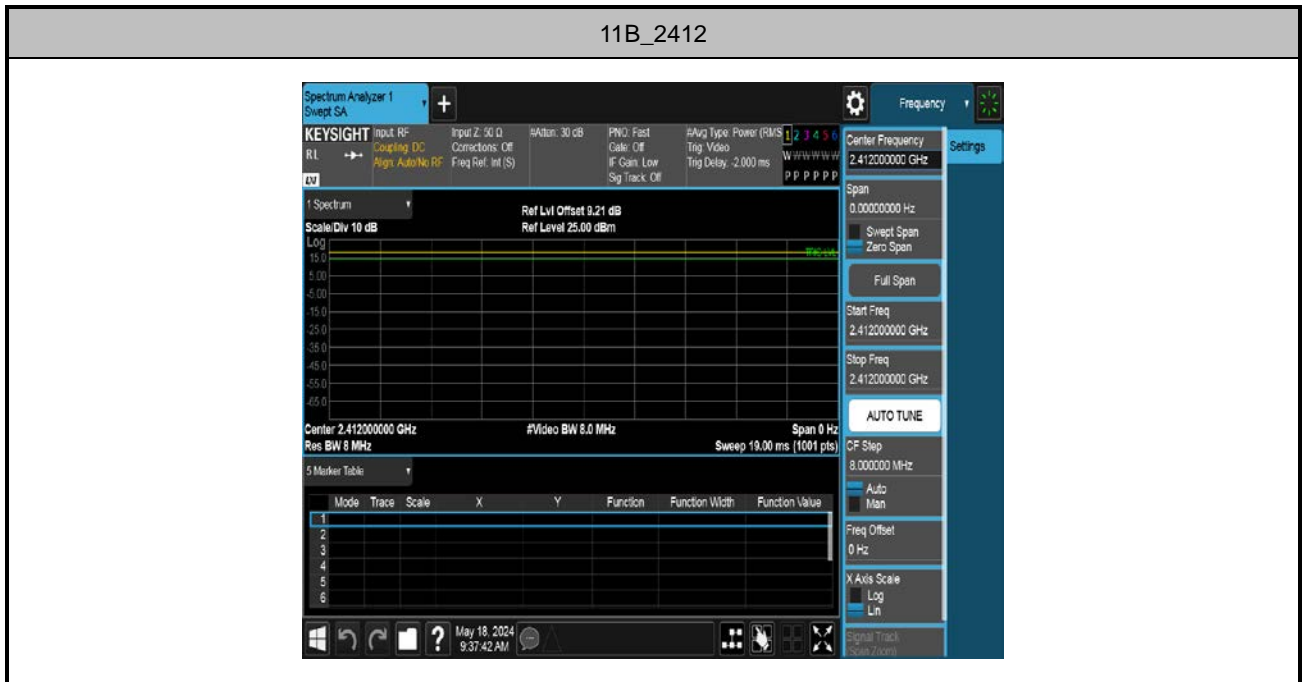 11B_2412
Spectrum Analyzer 1
Swept SA
+
Frequency
KEYSIGHT
RL
Input: RF
Coupling: DC
Align: Auto/No RF
Input Z: 50 Ω
Corrections: Off
Freq Ref: Int (S)
#Atten: 30 dB
PNO: Fast
Gate: Off
IF Gain: Low
Sig Track: Off
#Avg Type: Power (RMS
Trig: Video
Trig Delay: -2.000 ms
1 2 3 4 5 6
W W W W W W
P P P P P P
1 Spectrum
Scale/Div 10 dB
Ref Lvl Offset 9.21 dB
Ref Level 25.00 dBm
Log
15.0
5.00
-5.00
-15.0
-25.0
-35.0
-45.0
-55.0
-65.0
TRIG LVL
Center 2.412000000 GHz
#Video BW 8.0 MHz
Span 0 Hz
Res BW 8 MHz
Sweep 19.00 ms (1001 pts)
5 Marker Table
Mode Trace Scale X Y Function Function Width Function Value
1
2
3
4
5
6
?
May 18, 2024
9:37:42 AM
Center Frequency
2.412000000 GHz
Settings
Span
0.00000000 Hz
Swept Span
Zero Span
Full Span
Start Freq
2.412000000 GHz
Stop Freq
2.412000000 GHz
AUTO TUNE
CF Step
8.000000 MHz
Auto
Man
Freq Offset
0 Hz
X Axis Scale
Log
Lin
Signal Track
(Span Zoom)